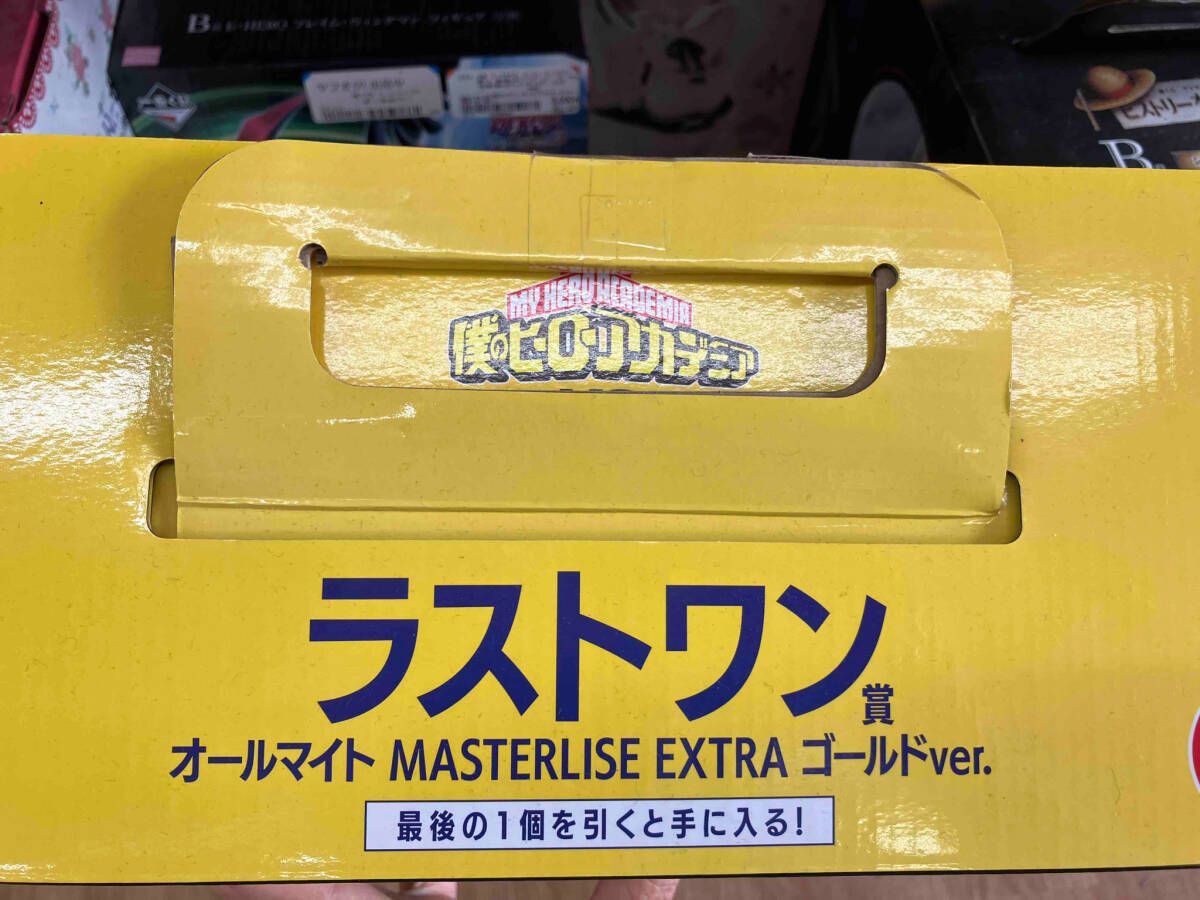 MY HERO ACADEMIA
僕のヒーローアカデミア
ラストワン賞
オールマイト MASTERLISE EXTRA ゴールドver.
最後の1個を引くと手に入る!